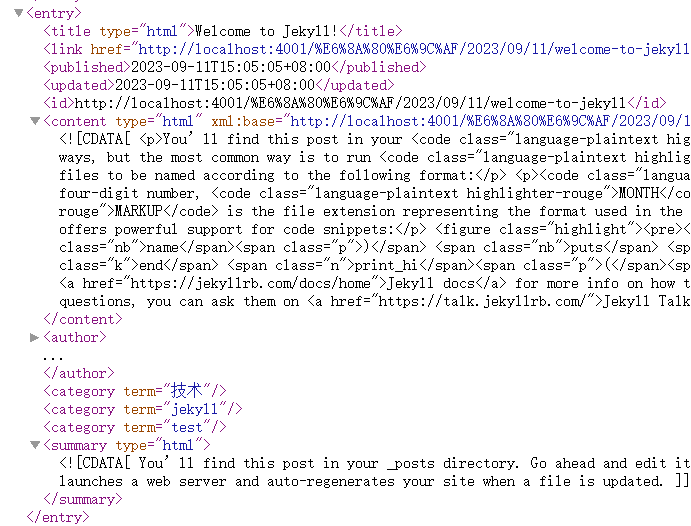 <entry>
<title type="html">Welcome to Jekyll!</title>
<link href="http://localhost:4001/%E6%8A%80%E6%9C%AF/2023/09/11/welcome-to-jekyll
<published>2023-09-11T15:05:05+08:00</published>
<updated>2023-09-11T15:05:05+08:00</updated>
<id>http://localhost:4001/%E6%8A%80%E6%9C%AF/2023/09/11/welcome-to-jekyll</id>
<content type="html" xml:base="http://localhost:4001/%E6%8A%80%E6%9C%AF/2023/09/1
<![CDATA[ <p>You’ll find this post in your <code class="language-plaintext hig
ways, but the most common way is to run <code class="language-plaintext highlig
files to be named according to the following format:</p> <p><code class="langua
four-digit number, <code class="language-plaintext highlighter-rouge">MONTH</co
rouge">MARKUP</code> is the file extension representing the format used in the
offers powerful support for code snippets:</p> <figure class="highlight"><pre><
class="nb">name</span><span class="p">)</span> <span class="nb">puts</span> <sp
class="k">end</span> <span class="n">print_hi</span><span class="p">(</span><sp
<a href="https://jekyllrb.com/docs/home">Jekyll docs</a> for more info on how t
questions, you can ask them on <a href="https://talk.jekyllrb.com/">Jekyll Talk
</content>
<author>
...
</author>
<category term="技术"/>
<category term="jekyll"/>
<category term="test"/>
<summary type="html">
<![CDATA[ You’ll find this post in your _posts directory. Go ahead and edit it
launches a web server and auto-regenerates your site when a file is updated. ]]
</summary>
</entry>